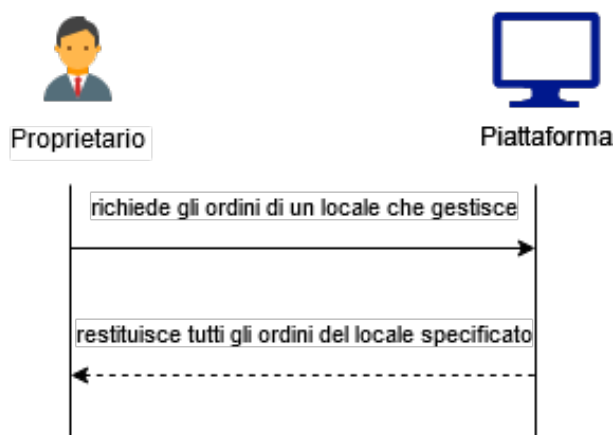 Proprietario
Piattaforma
richiede gli ordini di un locale che gestisce
restituisce tutti gli ordini del locale specificato